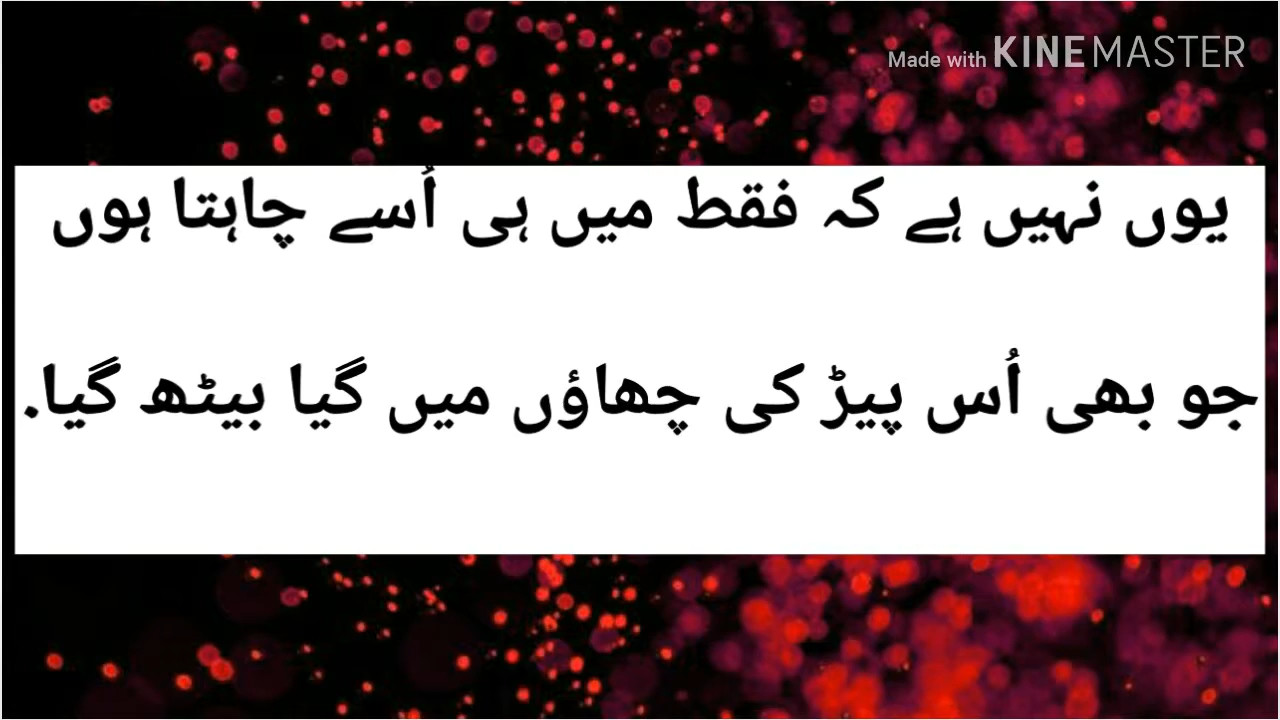 Made with KINEMASTER
یوں نہیں ہے کہ فقط میں ہی اُسے چاہتا ہوں
جو بھی اُس پیڑ کی چھاؤں میں گیا بیٹھ گیا.